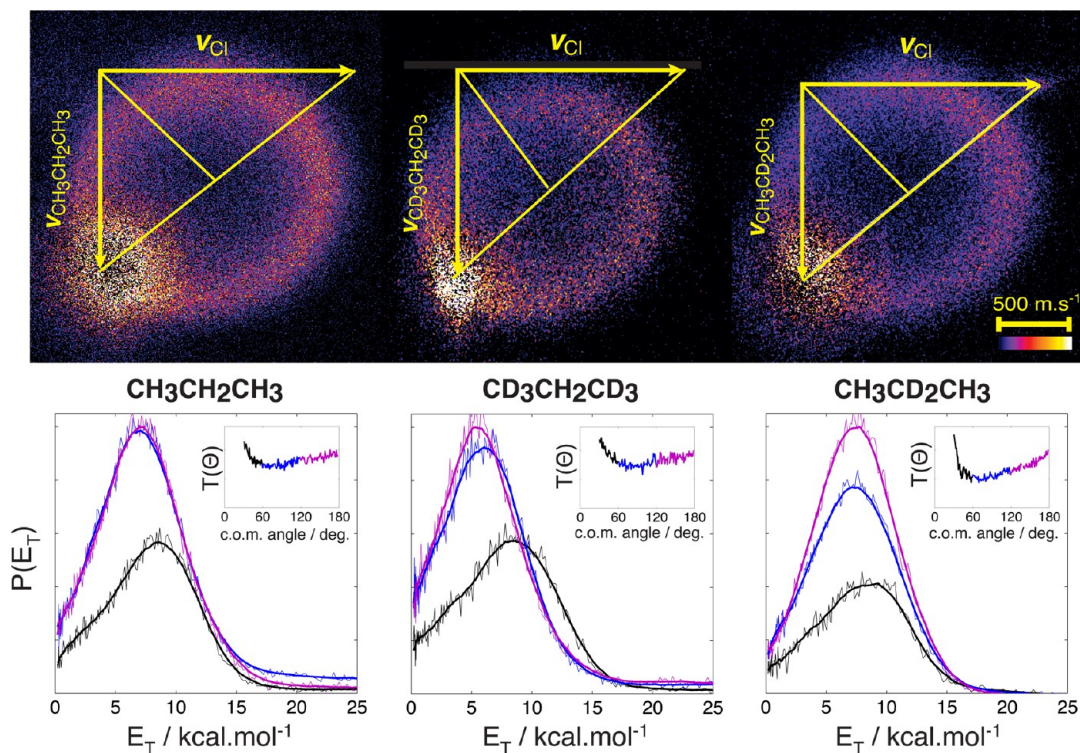 vCl
vCl
vCl
vCH3CH2CH3
vCD3CH2CD3
vCH3CD2CH3
500 m.s-1
CH3CH2CH3
CD3CH2CD3
CH3CD2CH3
P(ET)
T(Θ)
0 60 120 180
c.o.m. angle / deg.
T(Θ)
0 60 120 180
c.o.m. angle / deg.
T(Θ)
0 60 120 180
c.o.m. angle / deg.
0 5 10 15 20 25
0 5 10 15 20 25
0 5 10 15 20 25
ET / kcal.mol-1
ET / kcal.mol-1
ET / kcal.mol-1